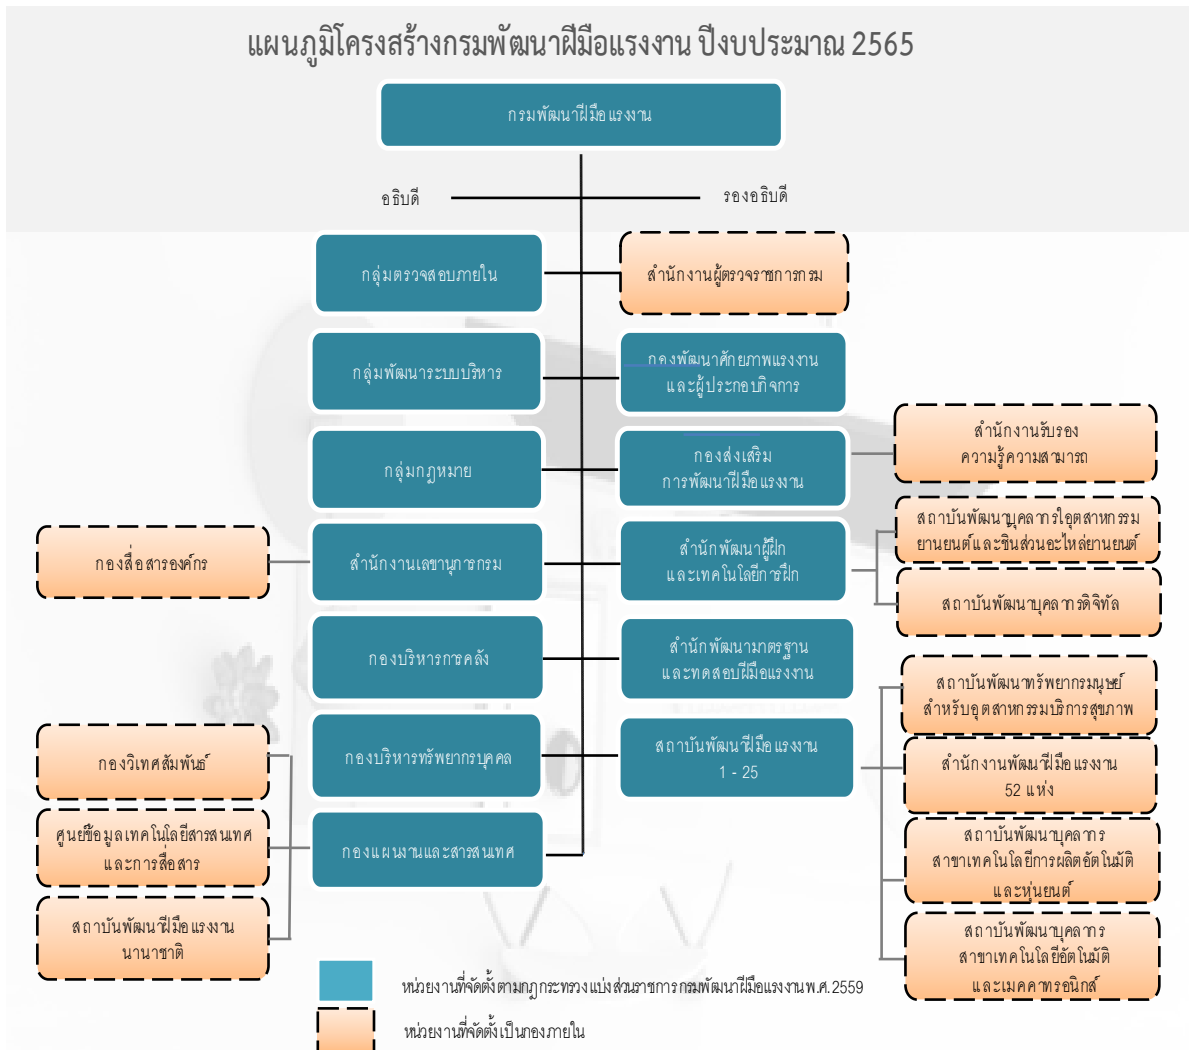 แผนภูมิโครงสร้างกรมพัฒนาฝีมือแรงงาน ปีงบประมาณ 2565
กรมพัฒนาฝีมือแรงงาน
อธิบดี
รองอธิบดี
กลุ่มตรวจสอบภายใน
สำนักงานผู้ตรวจราชการกรม
กลุ่มพัฒนาระบบบริหาร
กองพัฒนาศักยภาพแรงงาน
และผู้ประกอบกิจการ
กลุ่มกฎหมาย
กองส่งเสริม
การพัฒนาฝีมือแรงงาน
สำนักงานรับรอง
ความรู้ความสามารถ
กองสื่อสารองค์กร
สำนักงานเลขานุการกรม
สำนักพัฒนาผู้ฝึก
และเทคโนโลยีการฝึก
สถาบันพัฒนาบุคลากรใอุตสาหกรรม
ยานยนต์และชิ้นส่วนอะไหล่ยานยนต์
สถาบันพัฒนาบุคลากรดิจิทัล
กองบริหารการคลัง
สำนักพัฒนามาตรฐาน
และทดสอบฝีมือแรงงาน
กองบริหารทรัพยากรบุคคล
สถาบันพัฒนาฝีมือแรงงาน
1 - 25
สถาบันพัฒนาทรัพยากรมนุษย์
สำหรับอุตสาหกรรมบริการสุขภาพ
สำนักงานพัฒนาฝีมือแรงงาน
52 แห่ง
สถาบันพัฒนาบุคลากร
สาขาเทคโนโลยีการผลิตอัตโนมัติ
และหุ่นยนต์
สถาบันพัฒนาบุคลากร
สาขาเทคโนโลยีอัตโนมัติ
และเมคคาทรอนิกส์
กองวิเทศสัมพันธ์
ศูนย์ข้อมูลเทคโนโลยีสารสนเทศ
และการสื่อสาร
สถาบันพัฒนาฝีมือแรงงาน
นานาชาติ
กองแผนงานและสารสนเทศ
หน่วยงานที่จัดตั้งตามกฎกระทรวงแบ่งส่วนราชการ กรมพัฒนาฝีมือแรงงาน พ.ศ. 2559
หน่วยงานที่จัดตั้งเป็นกองภายใน